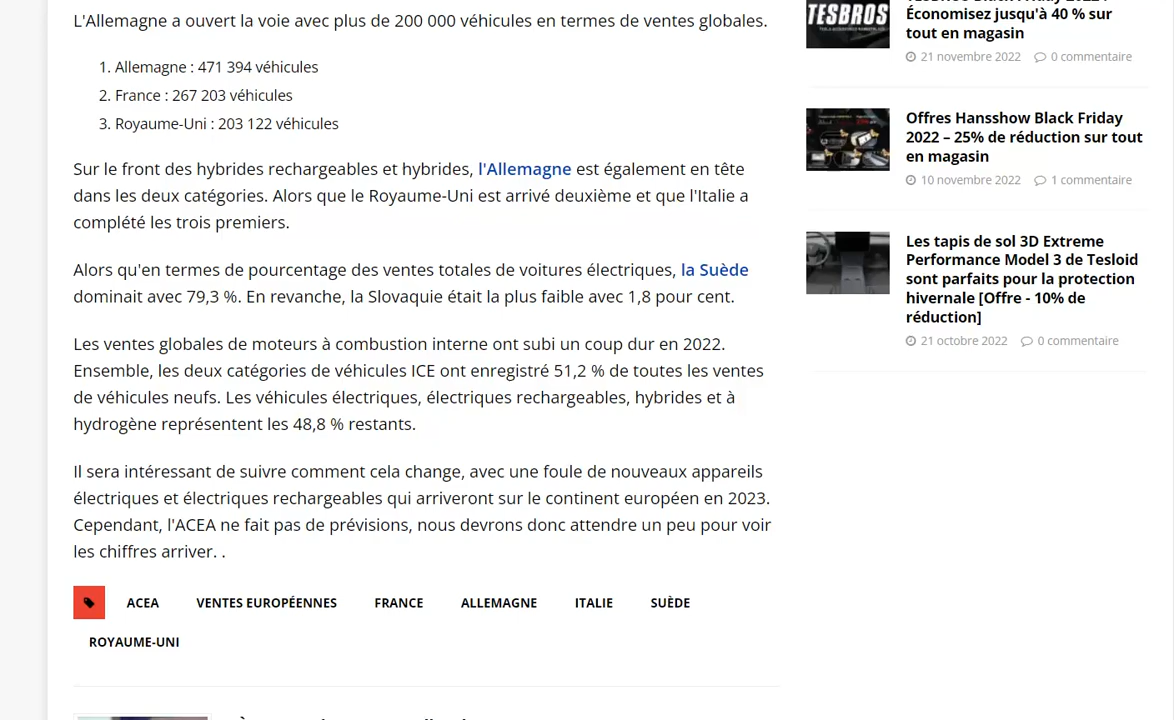 L'Allemagne a ouvert la voie avec plus de 200 000 véhicules en termes de ventes globales.
1. Allemagne : 471 394 véhicules
2. France : 267 203 véhicules
3. Royaume-Uni : 203 122 véhicules
Sur le front des hybrides rechargeables et hybrides, l'Allemagne est également en tête
dans les deux catégories. Alors que le Royaume-Uni est arrivé deuxième et que l'Italie a
complété les trois premiers.
Alors qu'en termes de pourcentage des ventes totales de voitures électriques, la Suède
dominait avec 79,3 %. En revanche, la Slovaquie était la plus faible avec 1,8 pour cent.
Les ventes globales de moteurs à combustion interne ont subi un coup dur en 2022.
Ensemble, les deux catégories de véhicules ICE ont enregistré 51,2 % de toutes les ventes
de véhicules neufs. Les véhicules électriques, électriques rechargeables, hybrides et à
hydrogène représentent les 48,8 % restants.
Il sera intéressant de suivre comment cela change, avec une foule de nouveaux appareils
électriques et électriques rechargeables qui arriveront sur le continent européen en 2023.
Cependant, l'ACEA ne fait pas de prévisions, nous devrons donc attendre un peu pour voir
les chiffres arriver. .
ACEA VENTES EUROPÉENNES FRANCE ALLEMAGNE ITALIE SUÈDE
ROYAUME-UNI
TESBROS
Économisez jusqu'à 40 % sur
tout en magasin
21 novembre 2022 0 commentaire
Offres Hansshow Black Friday
2022 – 25% de réduction sur tout
en magasin
10 novembre 2022 1 commentaire
Les tapis de sol 3D Extreme
Performance Model 3 de Tesloid
sont parfaits pour la protection
hivernale [Offre - 10% de
réduction]
21 octobre 2022 0 commentaire